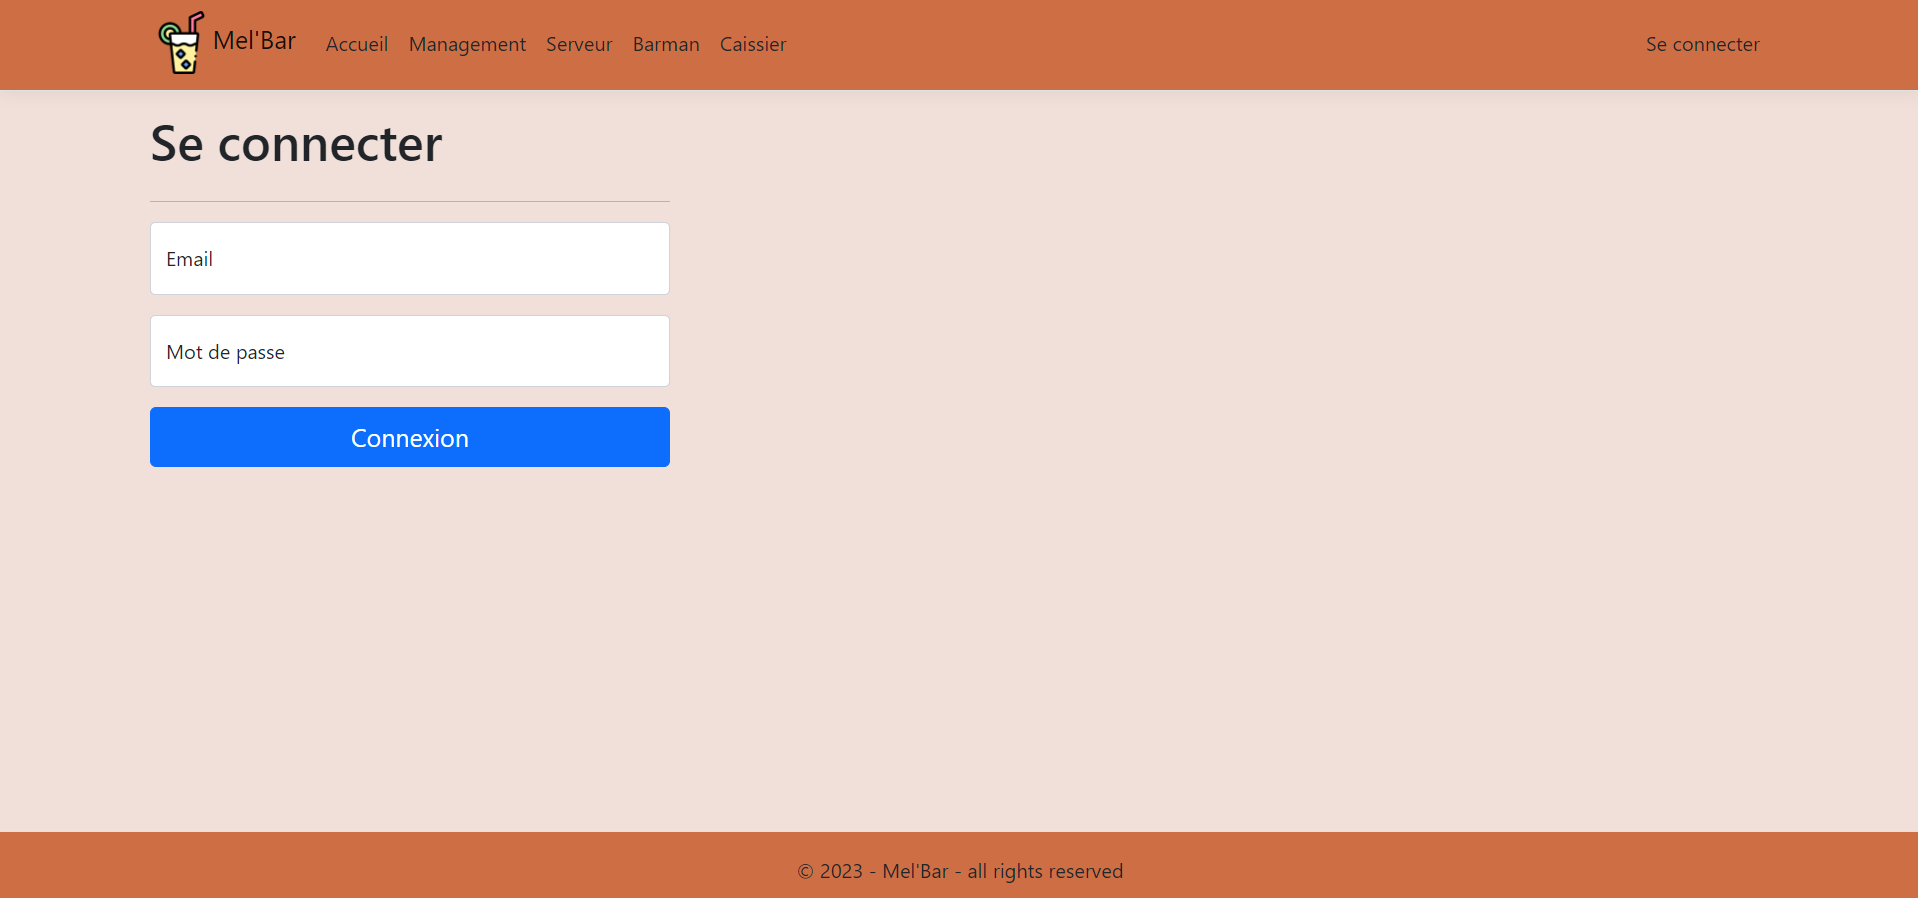 Mel'Bar Accueil Management Serveur Barman Caissier Se connecter
Se connecter
Email
Mot de passe
Connexion
© 2023 - Mel'Bar - all rights reserved